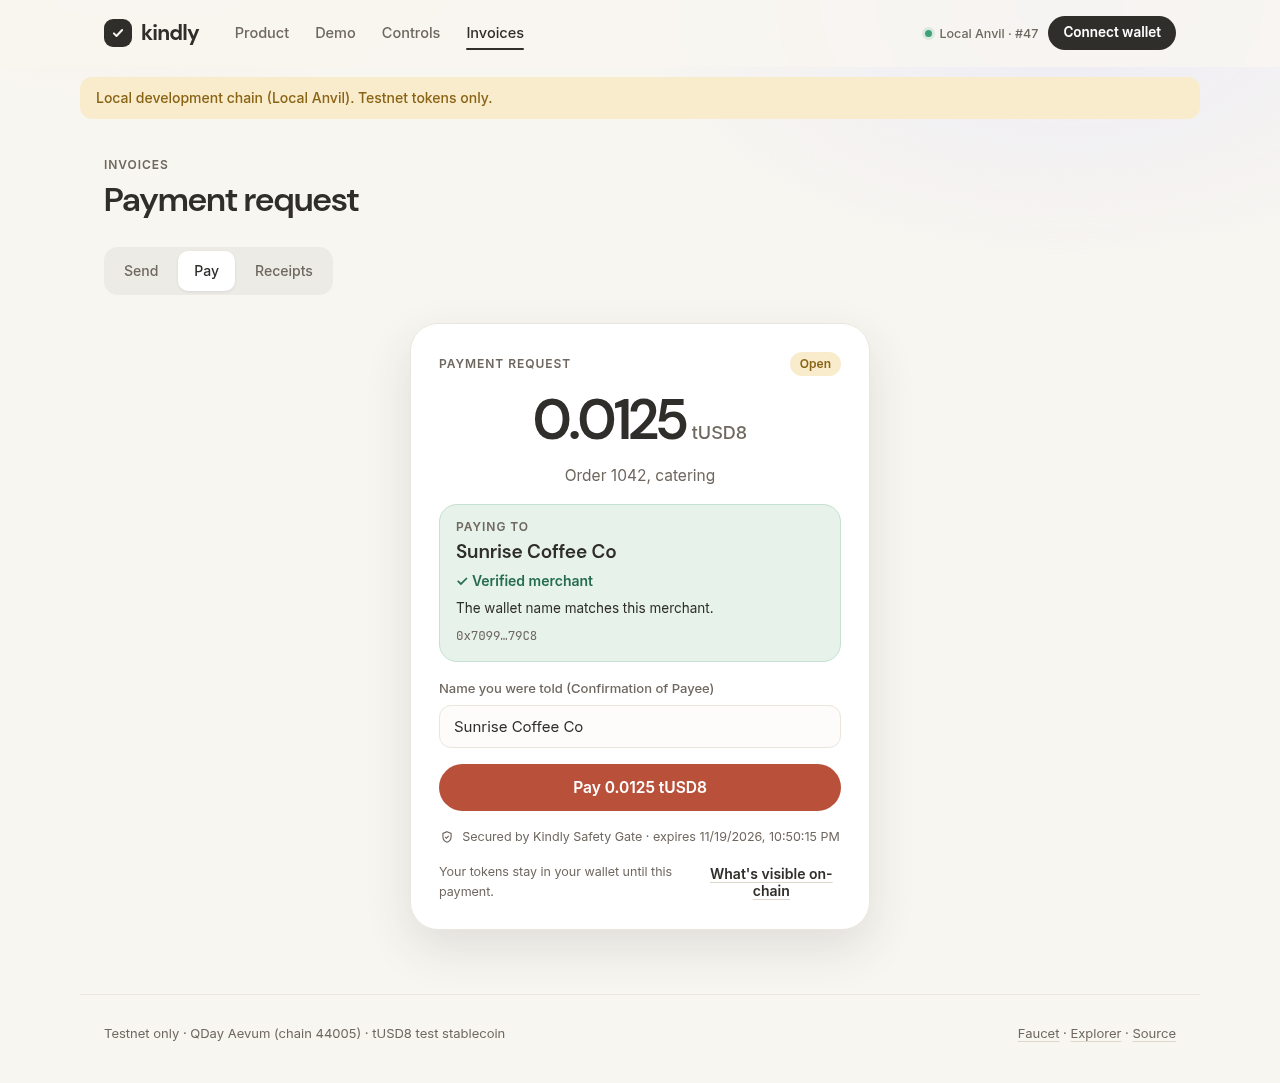 kindly
Product
Demo
Controls
Invoices
Local Anvil · #47
Connect wallet
Local development chain (Local Anvil). Testnet tokens only.
INVOICES
Payment request
Send
Pay
Receipts
PAYMENT REQUEST
Open
0.0125 tUSD8
Order 1042, catering
PAYING TO
Sunrise Coffee Co
✓ Verified merchant
The wallet name matches this merchant.
0x7099…79C8
Name you were told (Confirmation of Payee)
Sunrise Coffee Co
Pay 0.0125 tUSD8
Secured by Kindly Safety Gate · expires 11/19/2026, 10:50:15 PM
Your tokens stay in your wallet until this
payment.
What's visible on-
chain
Testnet only · QDay Aevum (chain 44005) · tUSD8 test stablecoin
Faucet · Explorer · Source